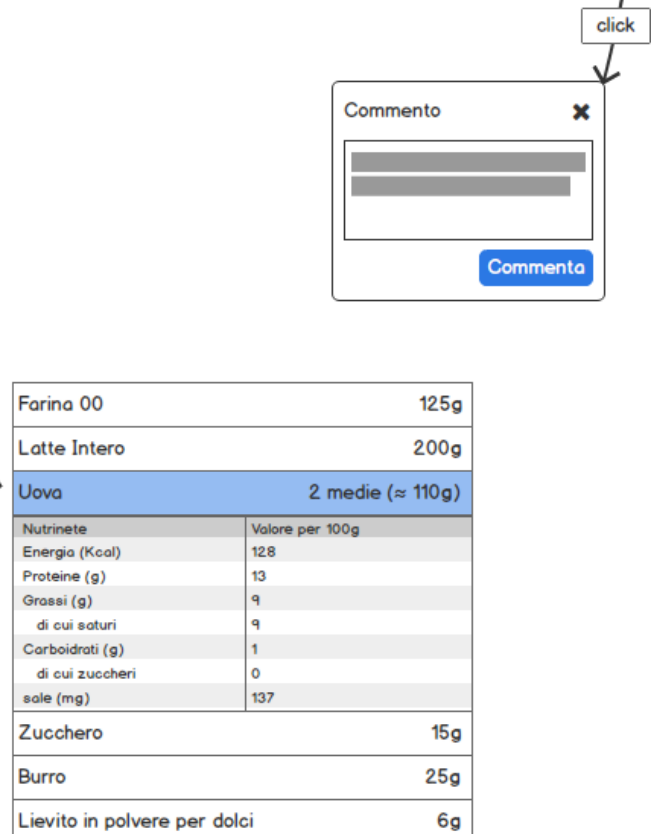 click
Commento
Commenta
Farina 00 125g
Latte Intero 200g
Uova 2 medie (≈ 110g)
Nutrinete Valore per 100g
Energia (Kcal) 128
Proteine (g) 13
Grassi (g) 9
di cui saturi 9
Carboidrati (g) 1
di cui zuccheri 0
sale (mg) 137
Zucchero 15g
Burro 25g
Lievito in polvere per dolci 6g